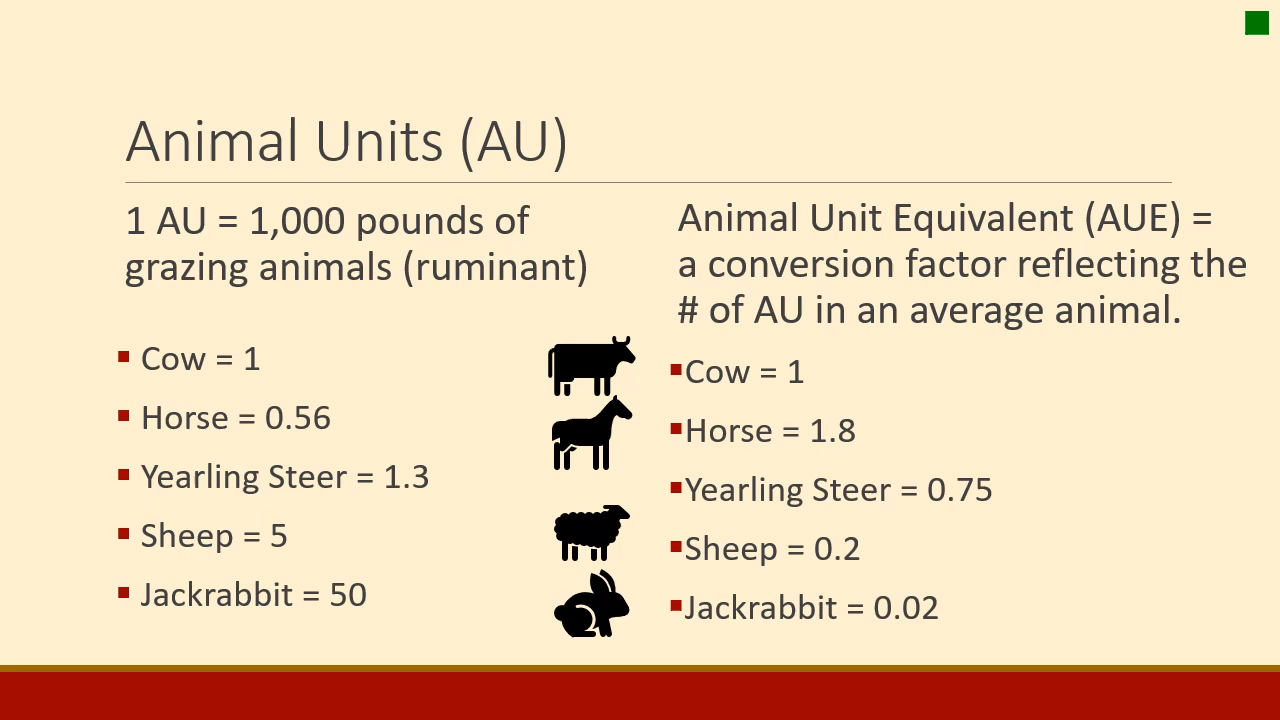 Animal Units (AU)
1 AU = 1,000 pounds of
grazing animals (ruminant)
Cow = 1
Horse = 0.56
Yearling Steer = 1.3
Sheep = 5
Jackrabbit = 50
Animal Unit Equivalent (AUE) =
a conversion factor reflecting the
# of AU in an average animal.
Cow = 1
Horse = 1.8
Yearling Steer = 0.75
Sheep = 0.2
Jackrabbit = 0.02